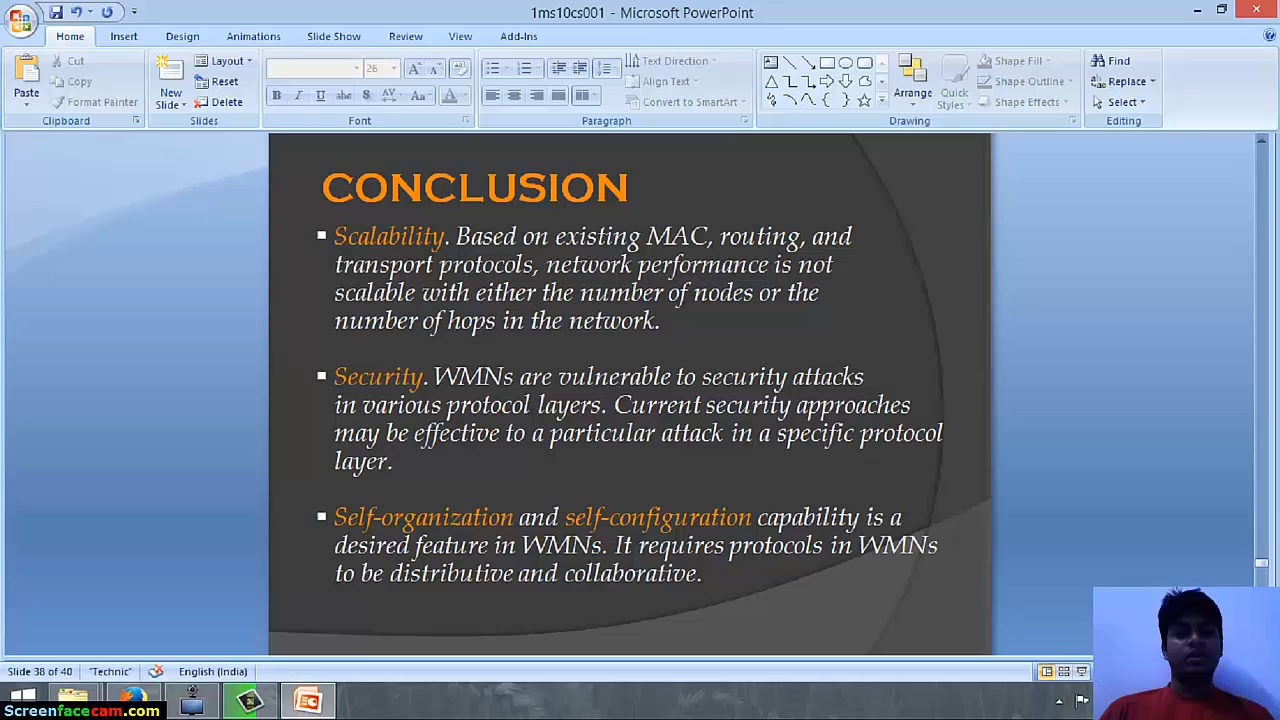 1ms10cs001 - Microsoft PowerPoint
Home Insert Design Animations Slide Show Review View Add-Ins
Paste
Cut
Copy
Format Painter
Clipboard
New Slide
Layout
Reset
Delete
Slides
26
Font
Paragraph
Text Direction
Align Text
Convert to SmartArt
Arrange
Quick Styles
Shape Fill
Shape Outline
Shape Effects
Drawing
Find
Replace
Select
Editing
CONCLUSION
▪ Scalability. Based on existing MAC, routing, and
transport protocols, network performance is not
scalable with either the number of nodes or the
number of hops in the network.
▪ Security. WMNs are vulnerable to security attacks
in various protocol layers. Current security approaches
may be effective to a particular attack in a specific protocol
layer.
▪ Self-organization and self-configuration capability is a
desired feature in WMNs. It requires protocols in WMNs
to be distributive and collaborative.
Slide 38 of 40 "Technic" English (India)
Screenfacecam.com